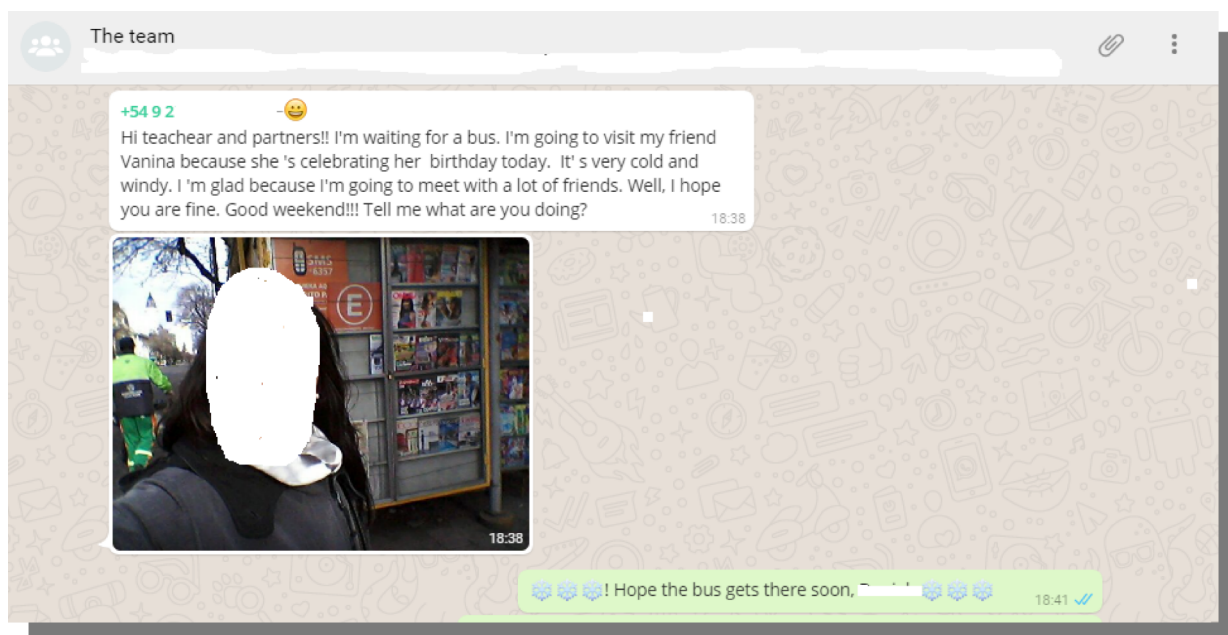 The team
+54 9 2 -😀
Hi teachear and partners!! I'm waiting for a bus. I'm going to visit my friend
Vanina because she 's celebrating her birthday today. It' s very cold and
windy. I 'm glad because I'm going to meet with a lot of friends. Well, I hope
you are fine. Good weekend!!! Tell me what are you doing?
18:38
SMS
6357
E
18:38
❄❄❄! Hope the bus gets there soon, ❄❄❄
18:41